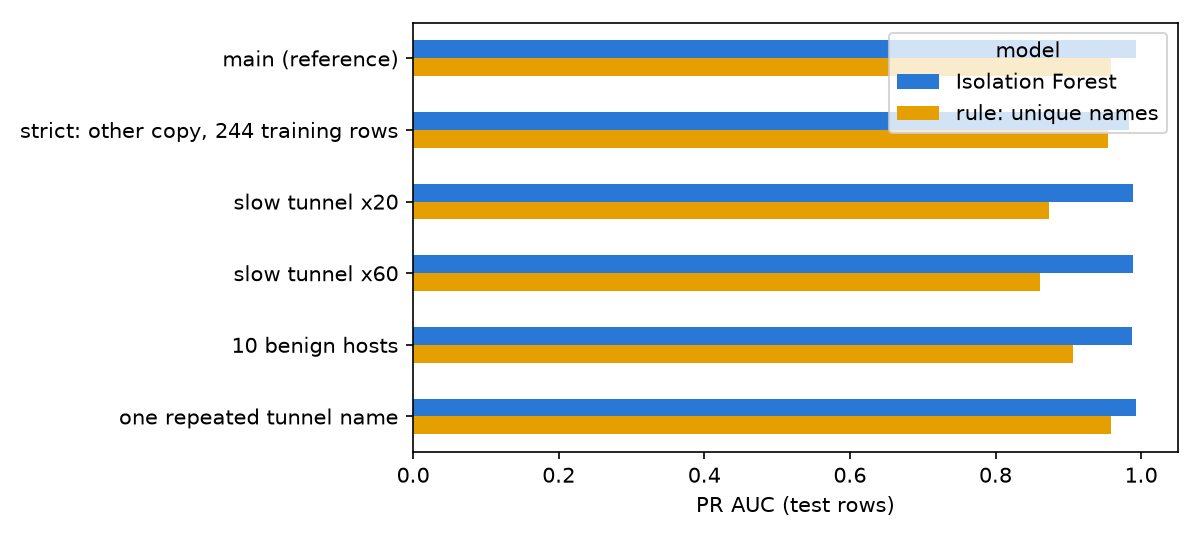 main (reference)
strict: other copy, 244 training rows
slow tunnel x20
slow tunnel x60
10 benign hosts
one repeated tunnel name
model
Isolation Forest
rule: unique names
0.0 0.2 0.4 0.6 0.8 1.0
PR AUC (test rows)